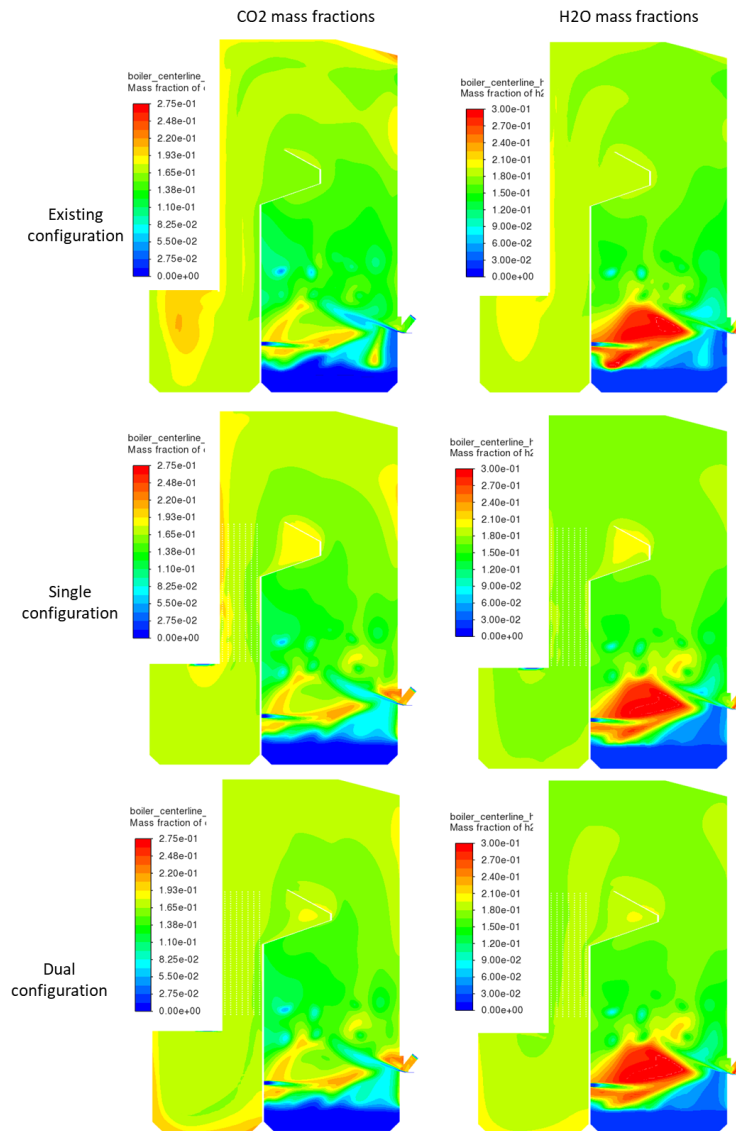 CO2 mass fractions
H2O mass fractions
Existing
configuration
boiler_centerline_
Mass fraction of
2.75e-01
2.48e-01
2.20e-01
1.93e-01
1.65e-01
1.38e-01
1.10e-01
8.25e-02
5.50e-02
2.75e-02
0.00e+00
boiler_centerline_h
Mass fraction of h2
3.00e-01
2.70e-01
2.40e-01
2.10e-01
1.80e-01
1.50e-01
1.20e-01
9.00e-02
6.00e-02
3.00e-02
0.00e+00
Single
configuration
boiler_centerline_
Mass fraction of
2.75e-01
2.48e-01
2.20e-01
1.93e-01
1.65e-01
1.38e-01
1.10e-01
8.25e-02
5.50e-02
2.75e-02
0.00e+00
boiler_centerline_h
Mass fraction of h2
3.00e-01
2.70e-01
2.40e-01
2.10e-01
1.80e-01
1.50e-01
1.20e-01
9.00e-02
6.00e-02
3.00e-02
0.00e+00
Dual
configuration
boiler_centerline_
Mass fraction of
2.75e-01
2.48e-01
2.20e-01
1.93e-01
1.65e-01
1.38e-01
1.10e-01
8.25e-02
5.50e-02
2.75e-02
0.00e+00
boiler_centerline_h
Mass fraction of h2
3.00e-01
2.70e-01
2.40e-01
2.10e-01
1.80e-01
1.50e-01
1.20e-01
9.00e-02
6.00e-02
3.00e-02
0.00e+00